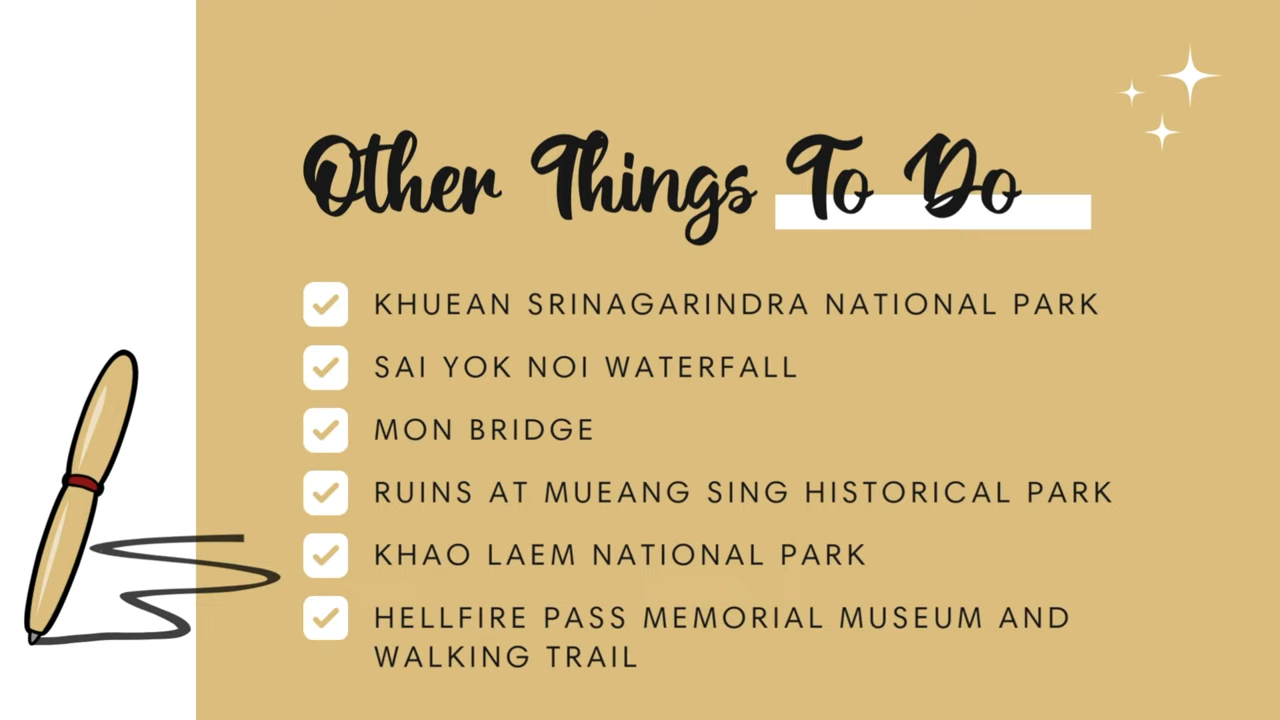 Other Things To Do
KHUEAN SRINAGARINDRA NATIONAL PARK
SAI YOK NOI WATERFALL
MON BRIDGE
RUINS AT MUEANG SING HISTORICAL PARK
KHAO LAEM NATIONAL PARK
HELLFIRE PASS MEMORIAL MUSEUM AND
WALKING TRAIL